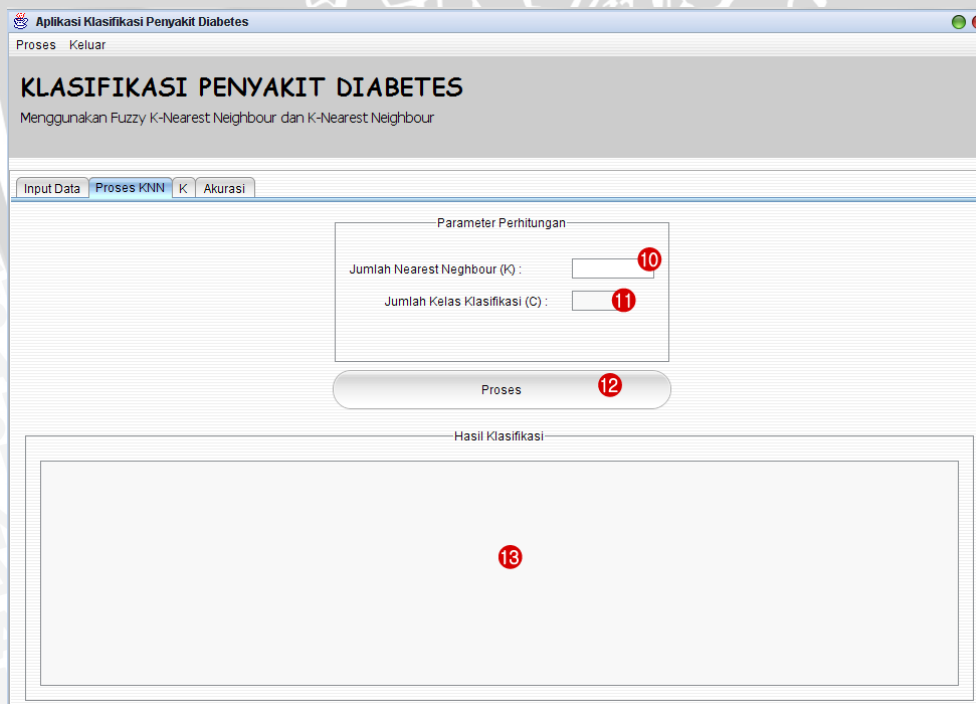 Aplikasi Klasifikasi Penyakit Diabetes
Proses Keluar
KLASIFIKASI PENYAKIT DIABETES
Menggunakan Fuzzy K-Nearest Neighbour dan K-Nearest Neighbour
Input Data Proses KNN K Akurasi
Parameter Perhitungan
Jumlah Nearest Neghbour (K) : 10
Jumlah Kelas Klasifikasi (C) : 11
Proses 12
Hasil Klasifikasi
13